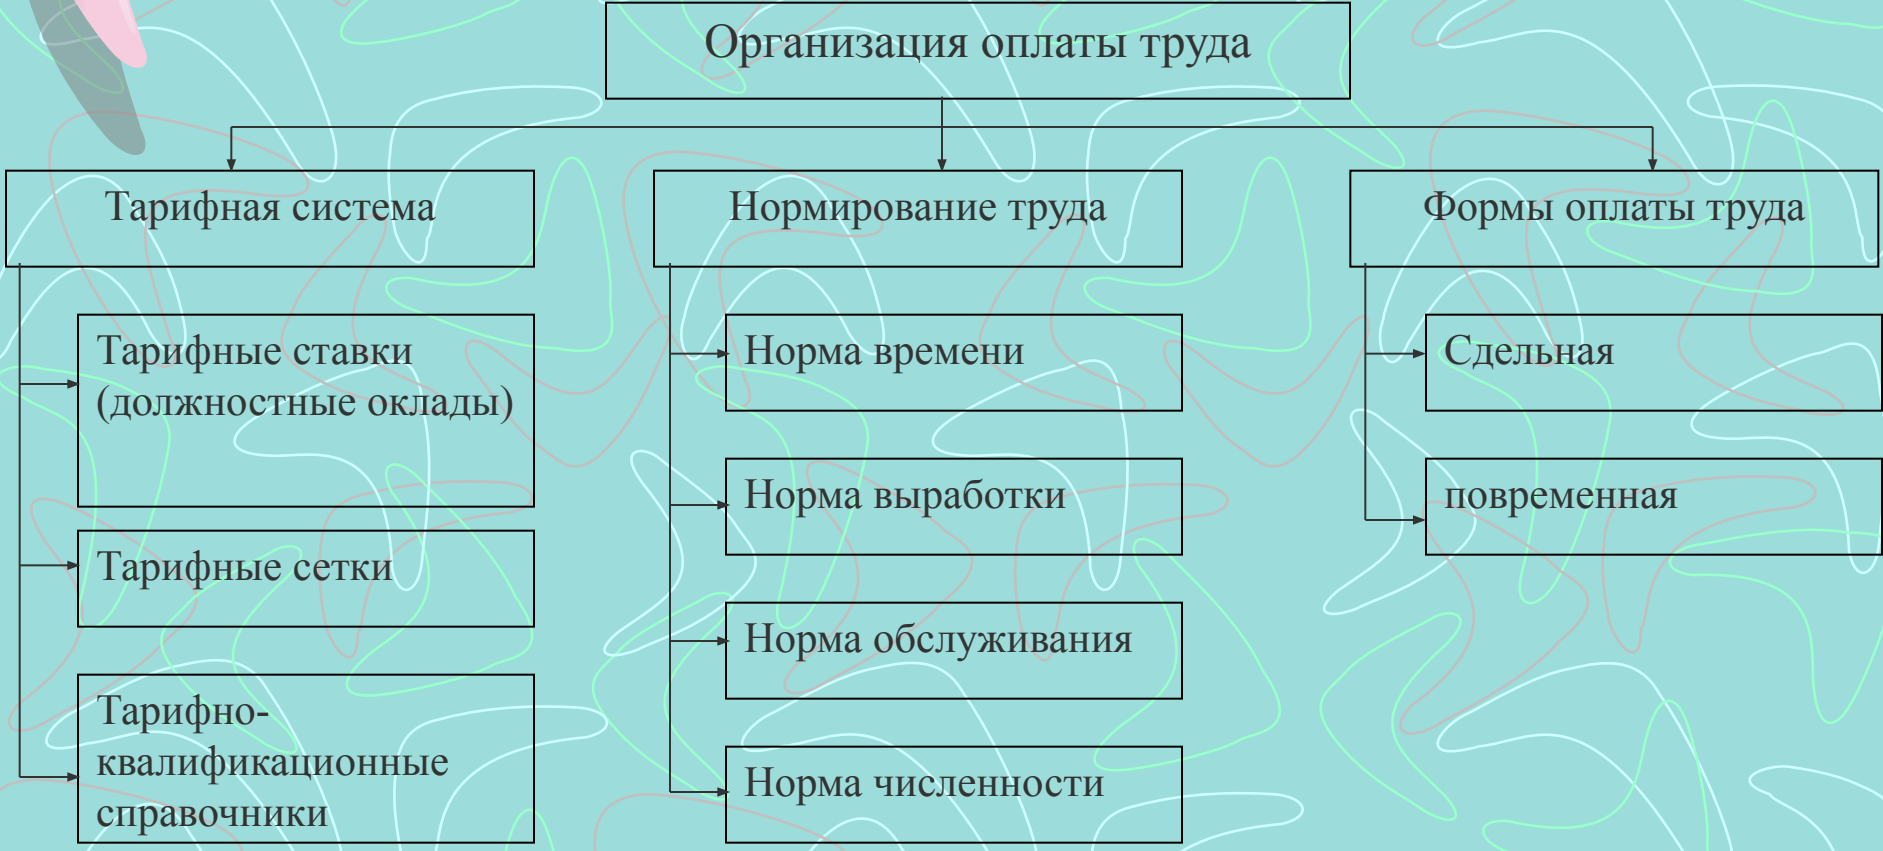 Организация оплаты труда
Тарифная система
Тарифные ставки
(должностные оклады)
Тарифные сетки
Тарифно-
квалификационные
справочники
Нормирование труда
Норма времени
Норма выработки
Норма обслуживания
Норма численности
Формы оплаты труда
Сдельная
повременная